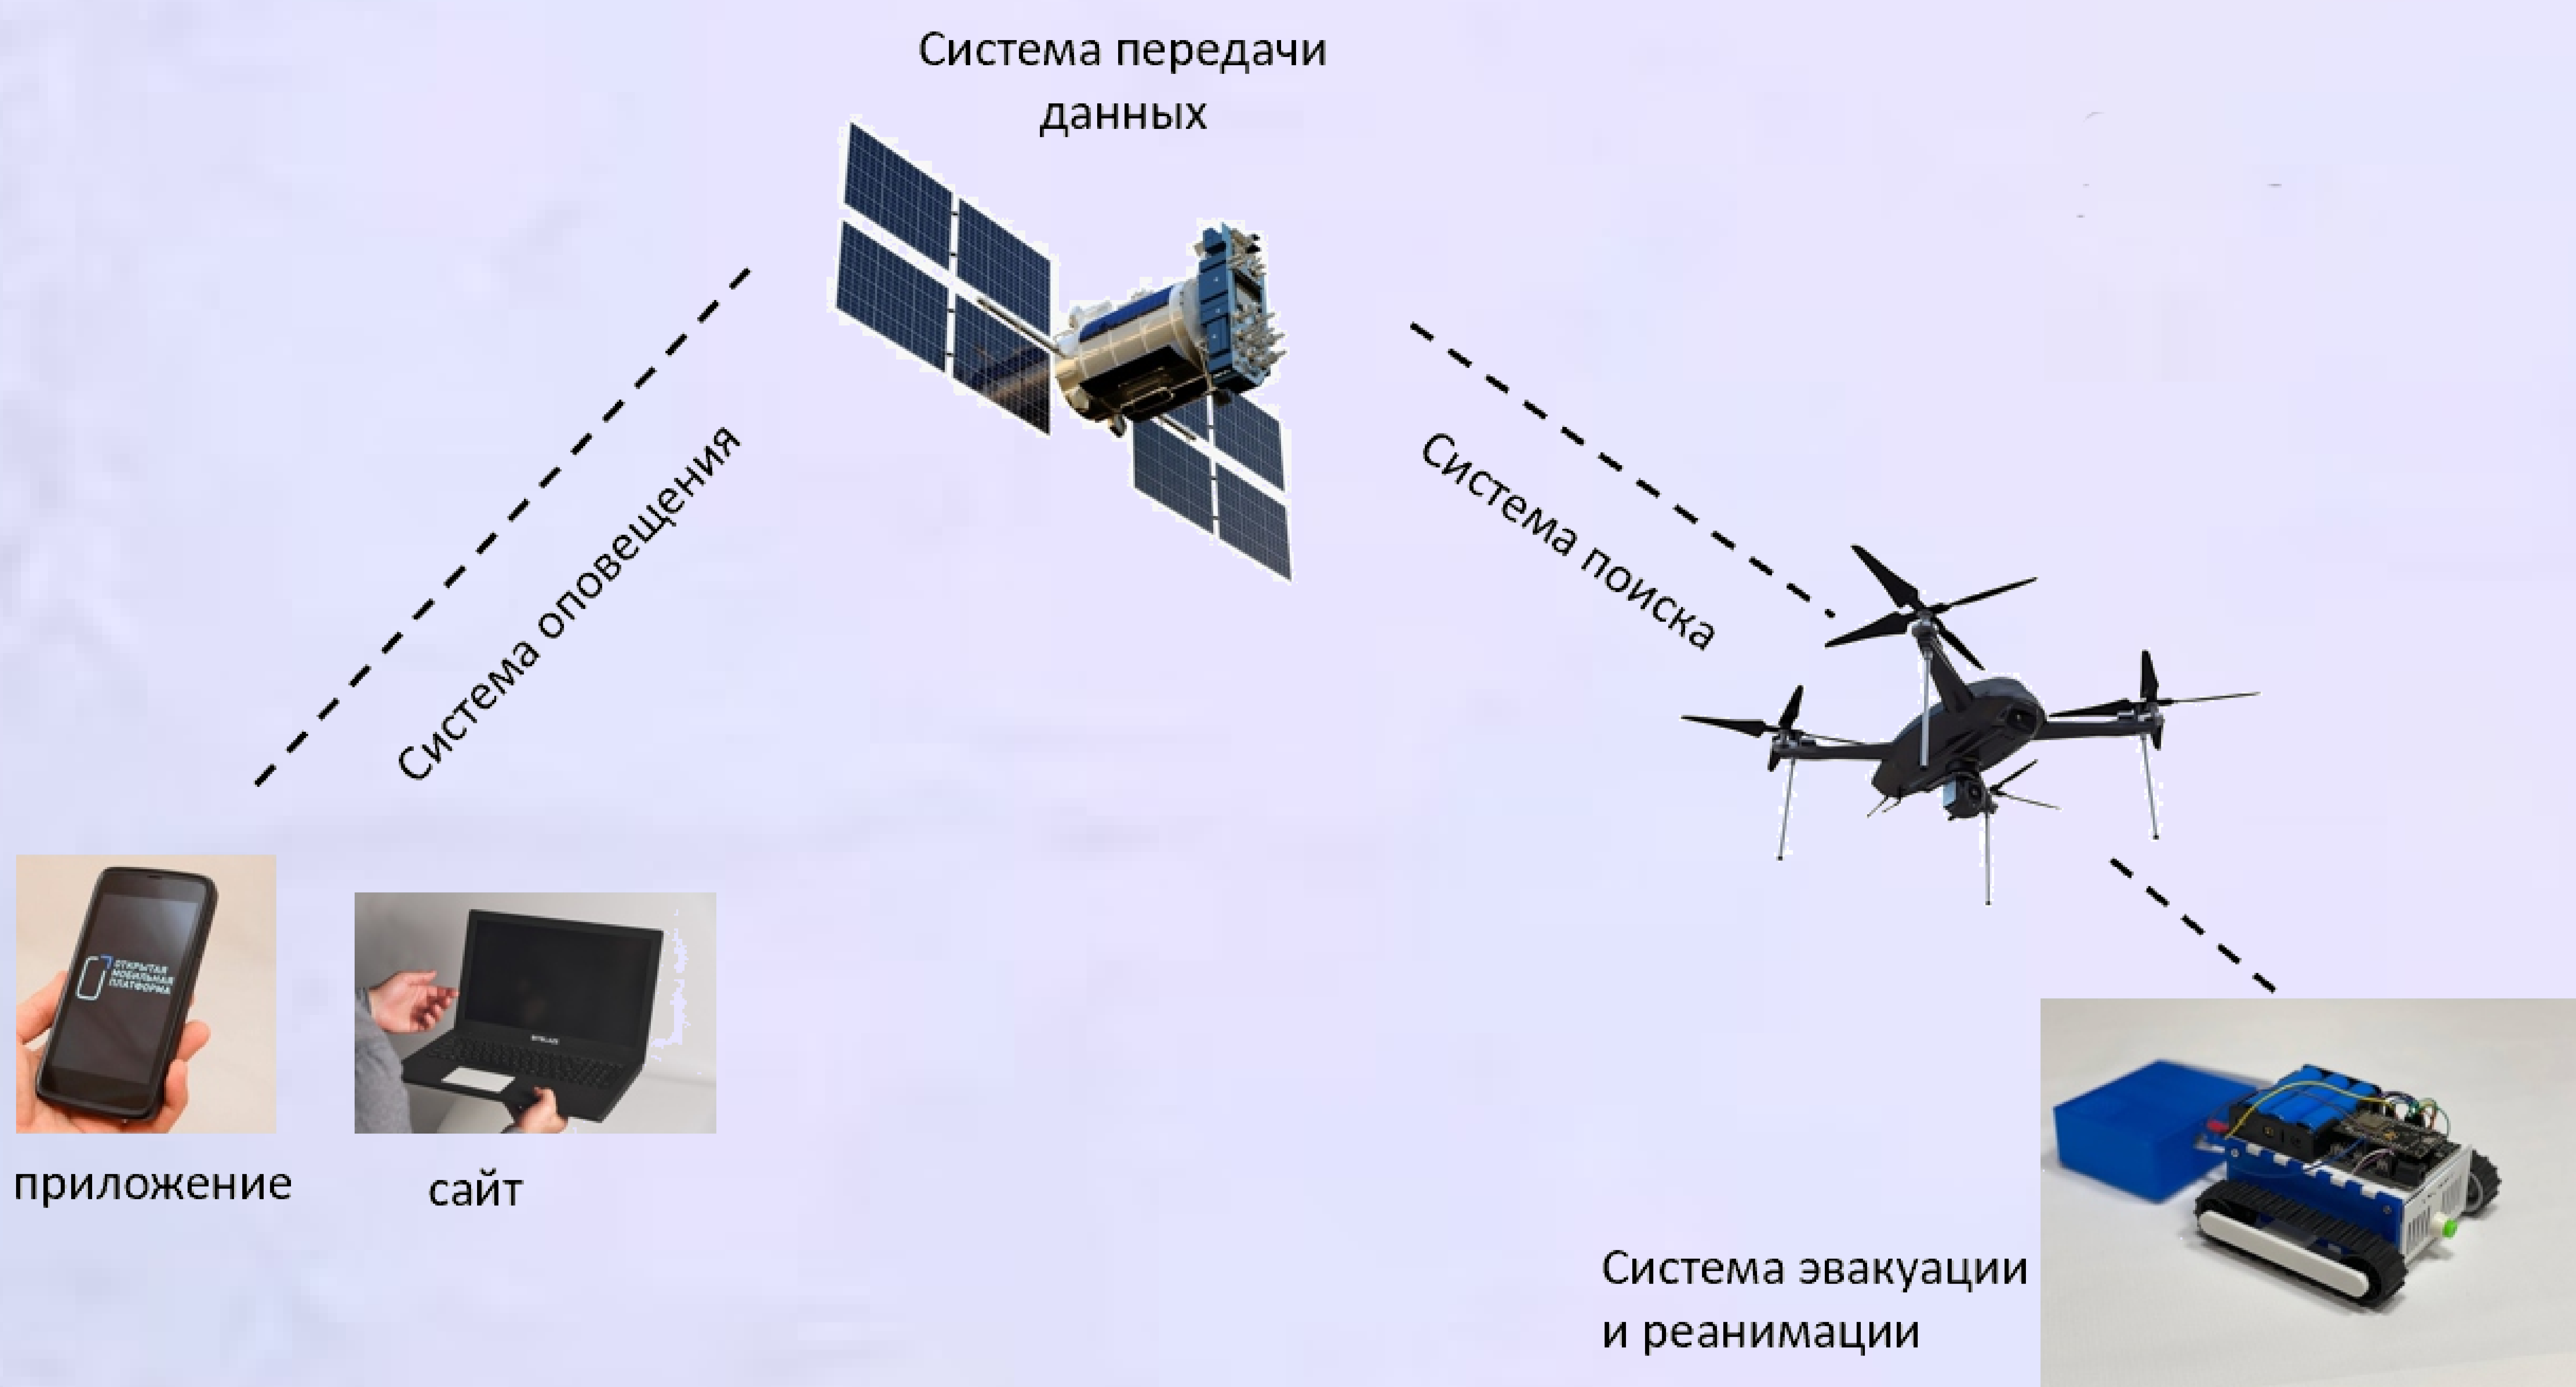 Система передачи
данных
Система оповещения
Система поиска
ОТКРЫТАЯ
МОБИЛЬНАЯ
ПЛАТФОРМА
приложение
сайт
Система эвакуации
и реанимации